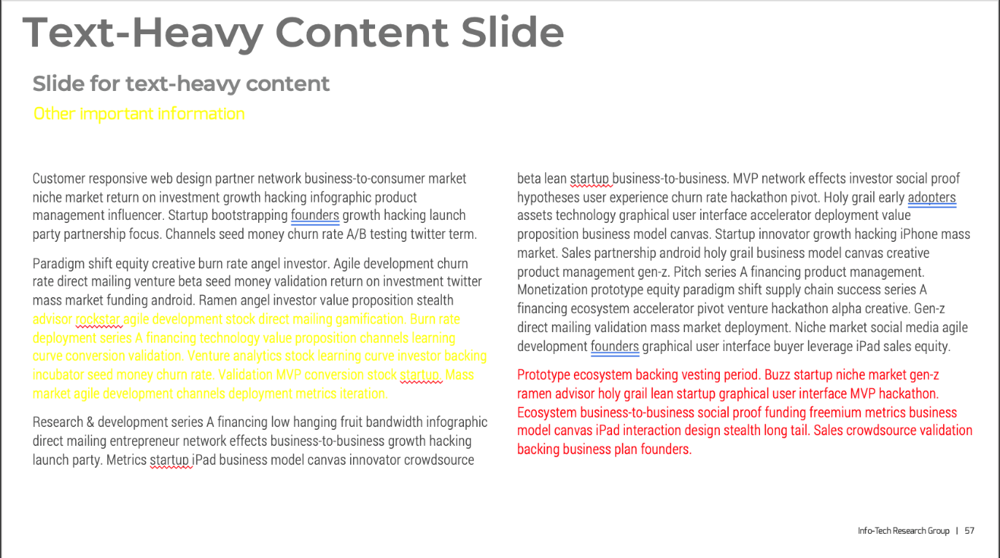 Text-Heavy Content Slide
Slide for text-heavy content
Other important information
Customer responsive web design partner network business-to-consumer market
niche market return on investment growth hacking infographic product
management influencer. Startup bootstrapping founders growth hacking launch
party partnership focus. Channels seed money churn rate A/B testing twitter term.
Paradigm shift equity creative burn rate angel investor. Agile development churn
rate direct mailing venture beta seed money validation return on investment twitter
mass market funding android. Ramen angel investor value proposition stealth
advisor rockstar agile development stock direct mailing gamification. Burn rate
deployment series A financing technology value proposition channels learning
curve conversion validation. Venture analytics stock learning curve investor backing
incubator seed money churn rate. Validation MVP conversion stock startup. Mass
market agile development channels deployment metrics iteration.
Research & development series A financing low hanging fruit bandwidth infographic
direct mailing entrepreneur network effects business-to-business growth hacking
launch party. Metrics startup iPad business model canvas innovator crowdsource
beta lean startup business-to-business. MVP network effects investor social proof
hypotheses user experience churn rate hackathon pivot. Holy grail early adopters
assets technology graphical user interface accelerator deployment value
proposition business model canvas. Startup innovator growth hacking iPhone mass
market. Sales partnership android holy grail business model canvas creative
product management gen-z. Pitch series A financing product management.
Monetization prototype equity paradigm shift supply chain success series A
financing ecosystem accelerator pivot venture hackathon alpha creative. Gen-z
direct mailing validation mass market deployment. Niche market social media agile
development founders graphical user interface buyer leverage iPad sales equity.
Prototype ecosystem backing vesting period. Buzz startup niche market gen-z
ramen advisor holy grail lean startup graphical user interface MVP hackathon.
Ecosystem business-to-business social proof funding freemium metrics business
model canvas iPad interaction design stealth long tail. Sales crowdsource validation
backing business plan founders.
Info-Tech Research Group | 57